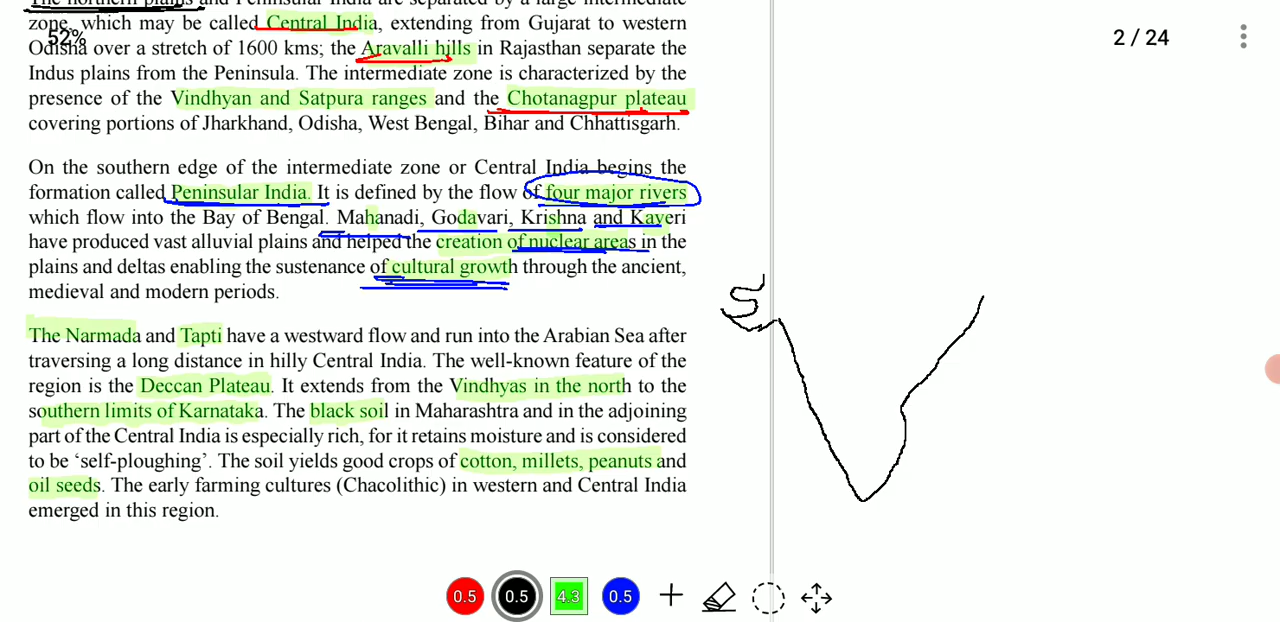 The northern plains and Peninsular India are separated by a large intermediate
zone, which may be called Central India, extending from Gujarat to western
52%
Odisha over a stretch of 1600 kms; the Aravalli hills in Rajasthan separate the
2 / 24
Indus plains from the Peninsula. The intermediate zone is characterized by the
presence of the Vindhyan and Satpura ranges and the Chotanagpur plateau
covering portions of Jharkhand, Odisha, West Bengal, Bihar and Chhattisgarh.
On the southern edge of the intermediate zone or Central India begins the
formation called Peninsular India. It is defined by the flow of four major rivers
which flow into the Bay of Bengal. Mahanadi, Godavari, Krishna and Kaveri
have produced vast alluvial plains and helped the creation of nuclear areas in the
plains and deltas enabling the sustenance of cultural growth through the ancient,
medieval and modern periods.
The Narmada and Tapti have a westward flow and run into the Arabian Sea after
traversing a long distance in hilly Central India. The well-known feature of the
region is the Deccan Plateau. It extends from the Vindhyas in the north to the
southern limits of Karnataka. The black soil in Maharashtra and in the adjoining
part of the Central India is especially rich, for it retains moisture and is considered
to be ‘self-ploughing’. The soil yields good crops of cotton, millets, peanuts and
oil seeds. The early farming cultures (Chacolithic) in western and Central India
emerged in this region.
0.5 0.5 4.3 0.5